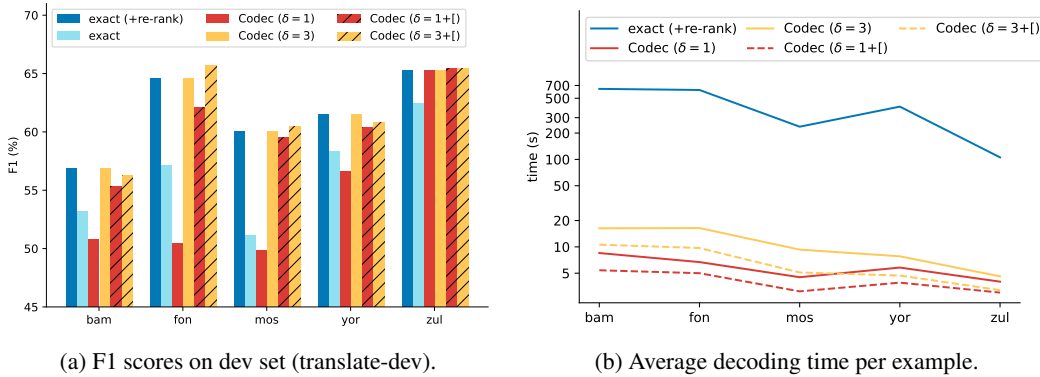 70
65
60
55
50
45
F1 (%)
exact (+re-rank)
exact
Codec (δ = 1)
Codec (δ = 3)
Codec (δ = 1+[)
Codec (δ = 3+[)
bam fon mos yor zul
(a) F1 scores on dev set (translate-dev).
exact (+re-rank)
Codec (δ = 1)
Codec (δ = 3)
Codec (δ = 1+[)
Codec (δ = 3+[)
700
500
300
200
100
50
20
10
5
time (s)
bam fon mos yor zul
(b) Average decoding time per example.